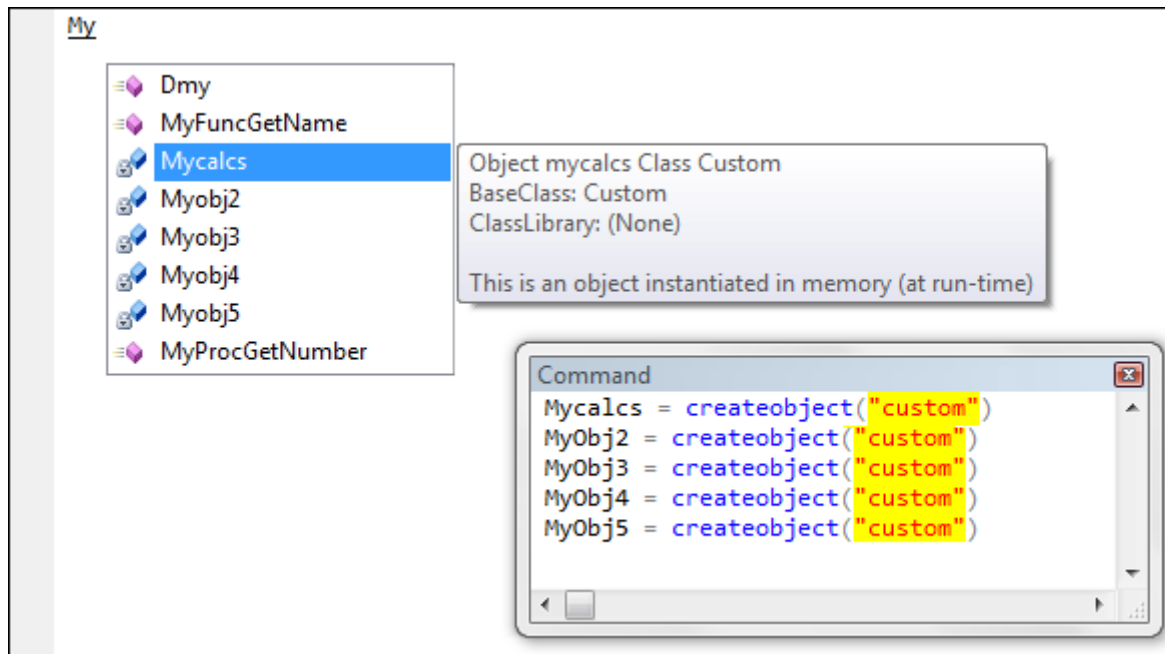 My
Dmy
MyFuncGetName
Mycalcs
Myobj2
Myobj3
Myobj4
Myobj5
MyProcGetNumber
Object mycalcs Class Custom
BaseClass: Custom
ClassLibrary: (None)
This is an object instantiated in memory (at run-time)
Command
Mycalcs = createobject("custom")
MyObj2 = createobject("custom")
MyObj3 = createobject("custom")
MyObj4 = createobject("custom")
MyObj5 = createobject("custom")